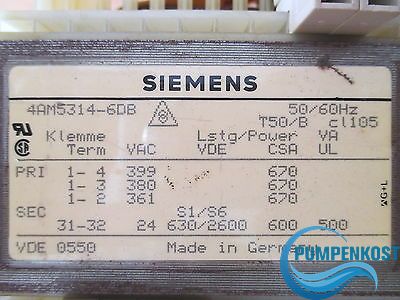 SIEMENS
4AM5314-6DB 50/60Hz
T50/B cl105
Klemme Lstg/Power VA
Term VAC VDE CSA UL
PRI 1- 4 399 670
1- 3 380 670
1- 2 361 670
SEC S1/S6
31-32 24 630/2600 600 500
VDE 0550 Made in Germany
G+L
PUMPENKOST